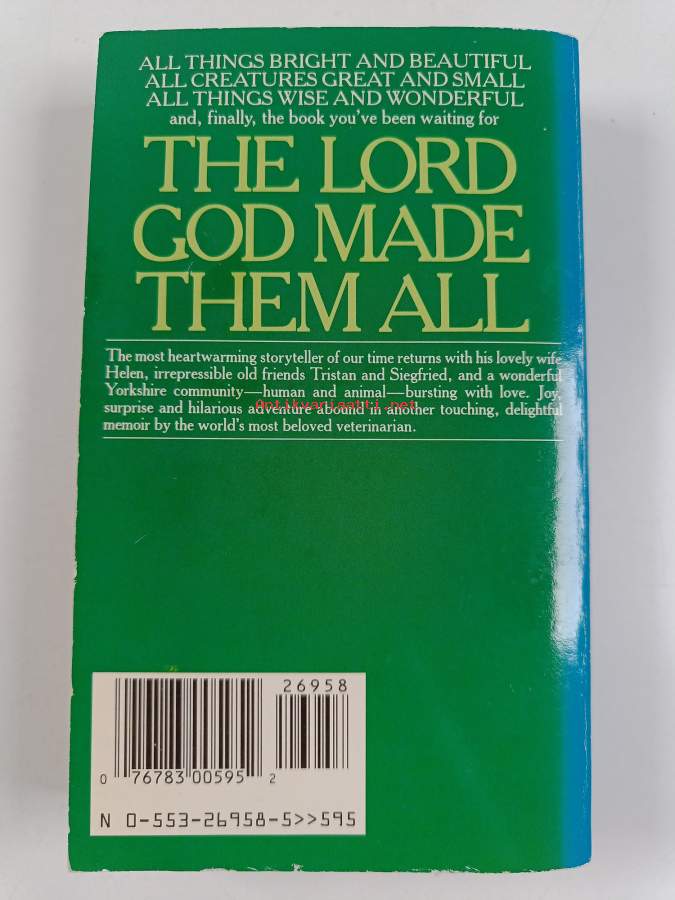 ALL THINGS BRIGHT AND BEAUTIFUL
ALL CREATURES GREAT AND SMALL
ALL THINGS WISE AND WONDERFUL
and, finally, the book you've been waiting for
THE LORD
GOD MADE
THEM ALL
The most heartwarming storyteller of our time returns with his lovely wife
Helen, irrepressible old friends Tristan and Siegfried, and a wonderful
Yorkshire community—human and animal—bursting with love. Joy,
surprise and hilarious adventure abound in another touching, delightful
memoir by the world's most beloved veterinarian.
Antikvariaatti.net
26958
0 76783 00595 2
N 0-553-26958-5>>595